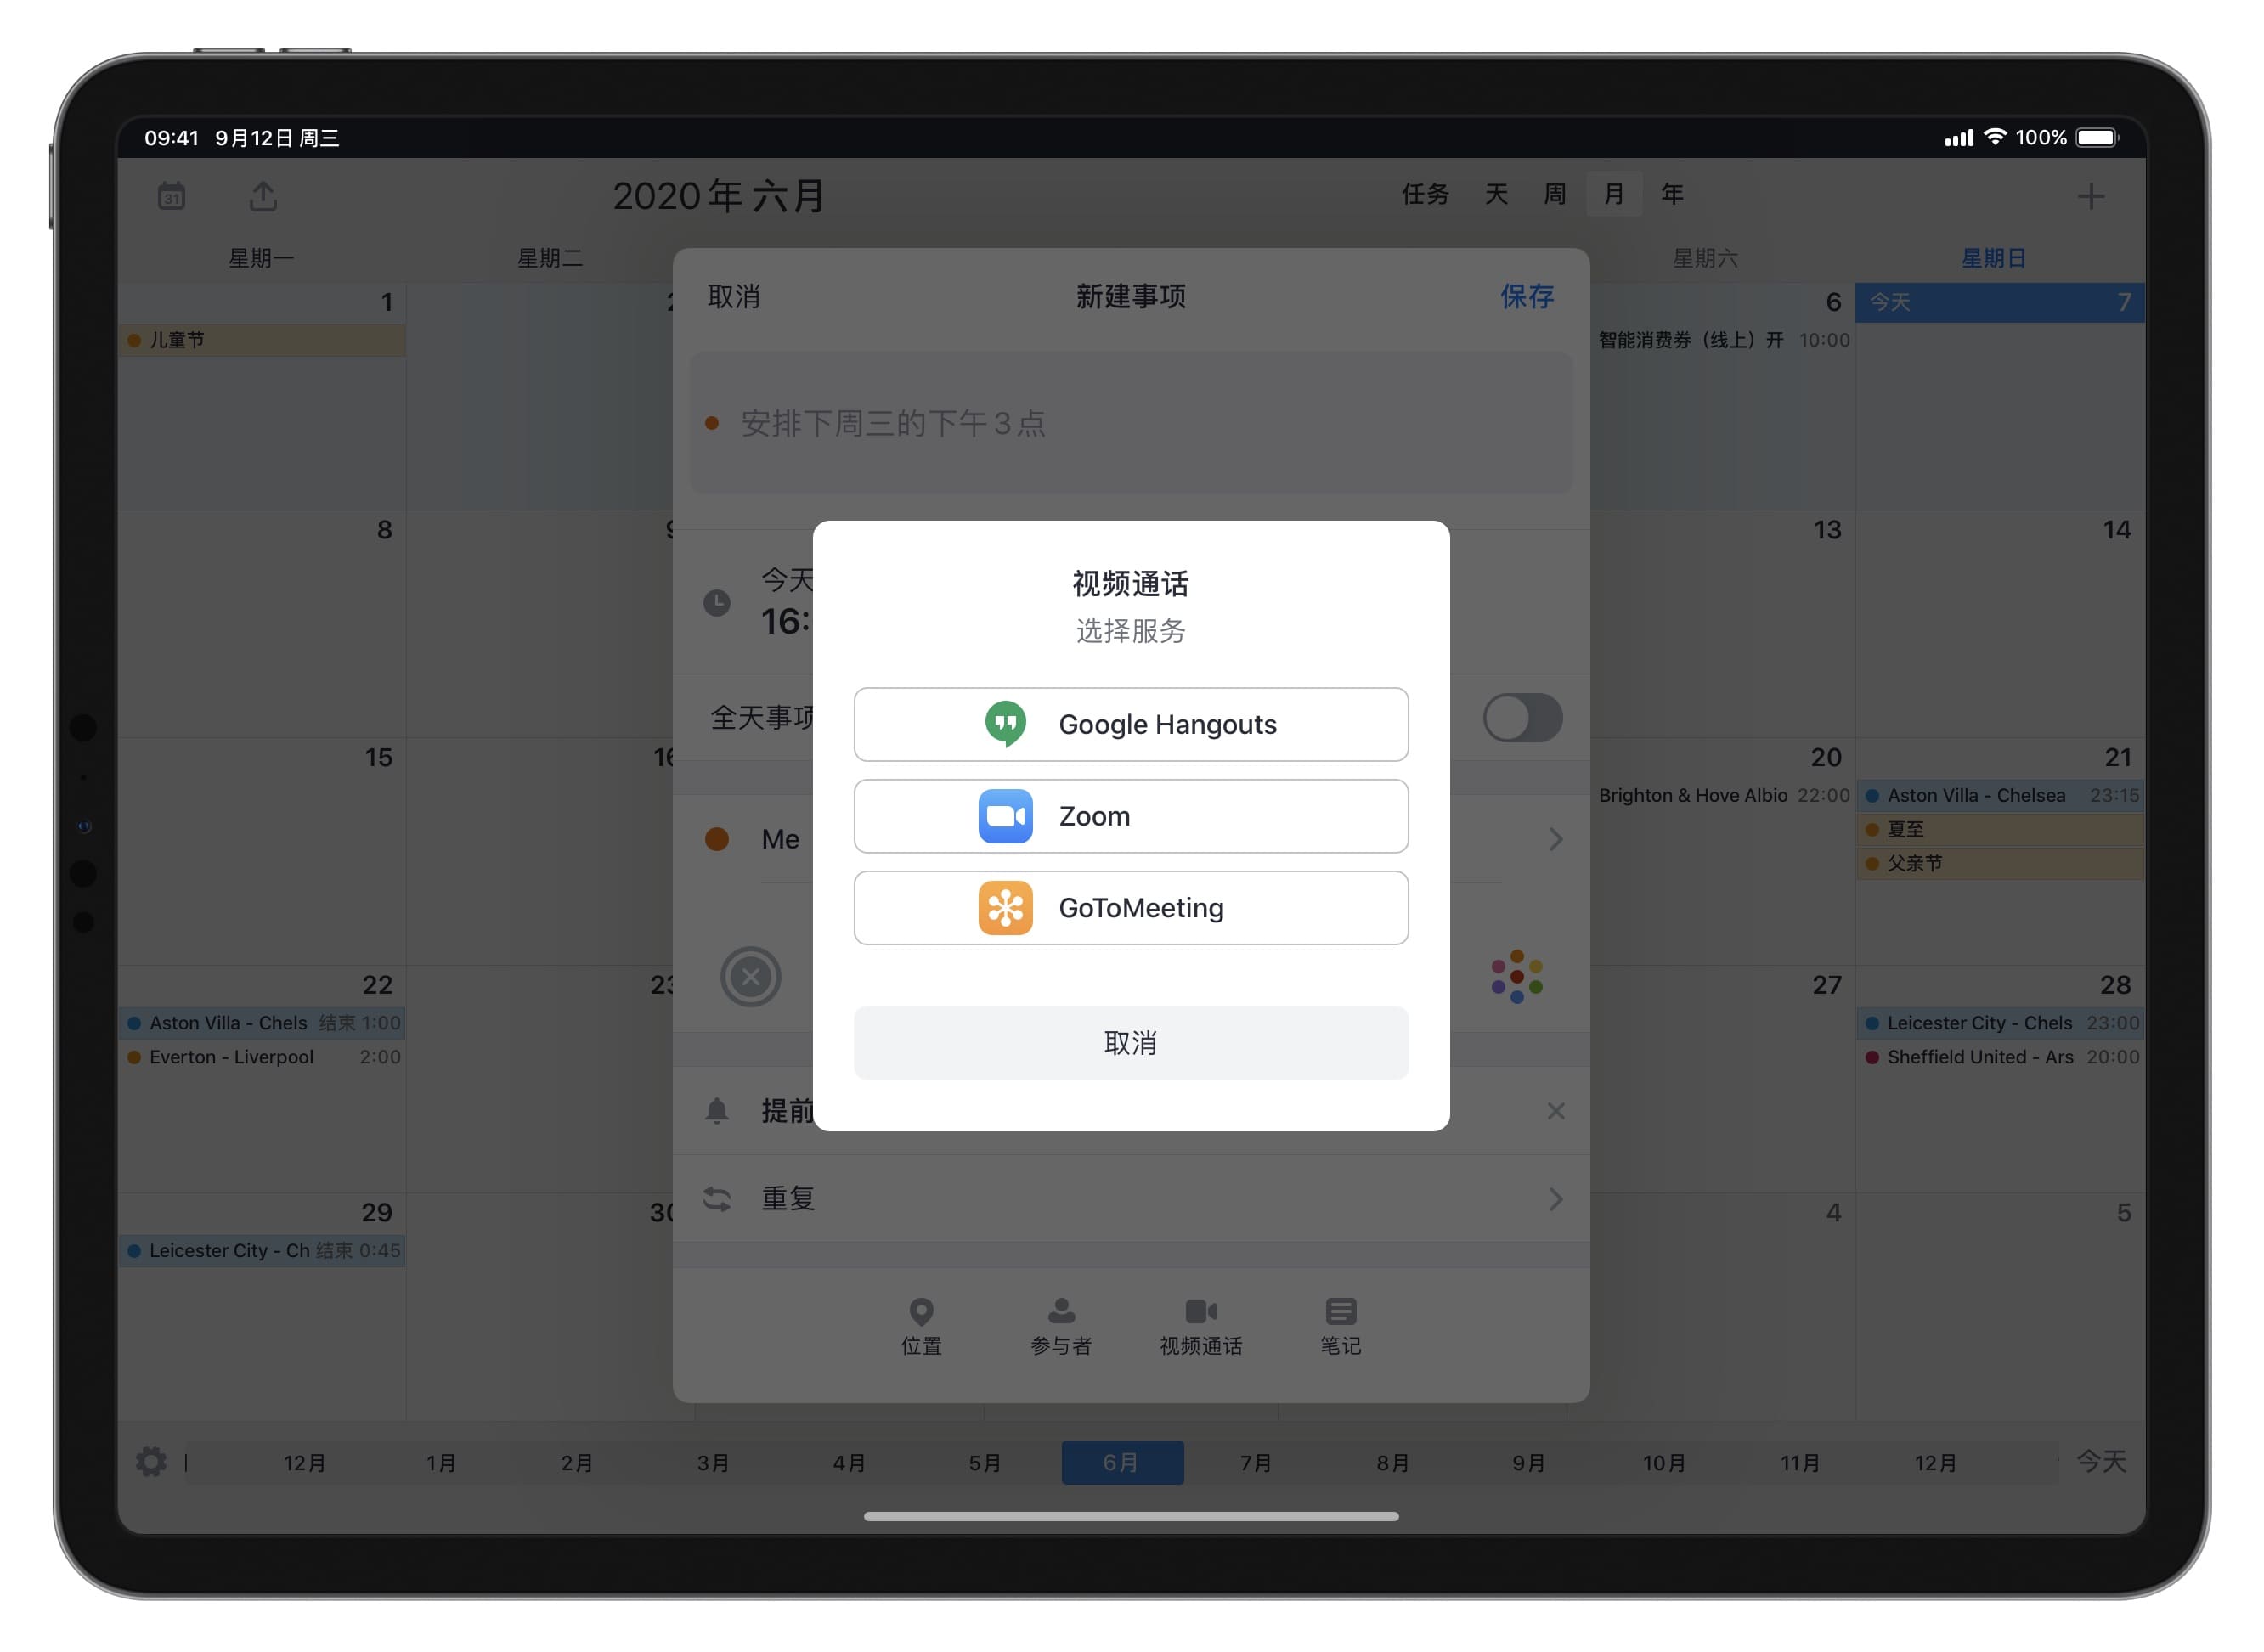 09:41 9月12日 周三
100%
31
2020年 六月
任务 天 周 月 年
星期一 星期二 星期六 星期日
取消 新建事项 保存
1 6 今天 7
儿童节
智能消费券（线上）开 10:00
安排下周三的下午3点
8 13 14
视频通话
今天
选择服务
16:
Google Hangouts
全天事项
15 16 20 21
Brighton & Hove Albio 22:00
Aston Villa - Chelsea 23:15
Zoom
夏至
Me
父亲节
GoToMeeting
22 23 27 28
Aston Villa - Chels 结束 1:00
Leicester City - Chels 23:00
取消
Everton - Liverpool 2:00
Sheffield United - Ars 20:00
提前
重复
29 30 4 5
Leicester City - Ch 结束 0:45
位置 参与者 视频通话 笔记
12月 1月 2月 3月 4月 5月 6月 7月 8月 9月 10月 11月 12月 今天